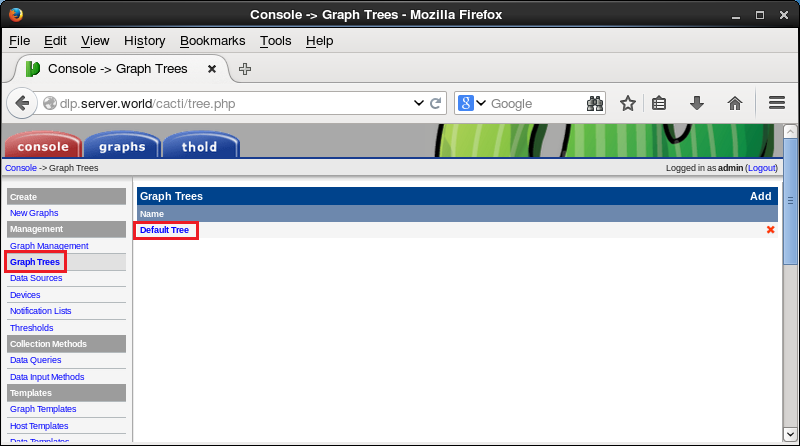 Console -> Graph Trees - Mozilla Firefox
File Edit View History Bookmarks Tools Help
Console -> Graph Trees
dlp.server.world/cacti/tree.php
Google
console graphs thold
Console -> Graph Trees
Logged in as admin (Logout)
Create
New Graphs
Management
Graph Management
Graph Trees
Data Sources
Devices
Notification Lists
Thresholds
Collection Methods
Data Queries
Data Input Methods
Templates
Graph Templates
Host Templates
Data Templates
Graph Trees Add
Name
Default Tree